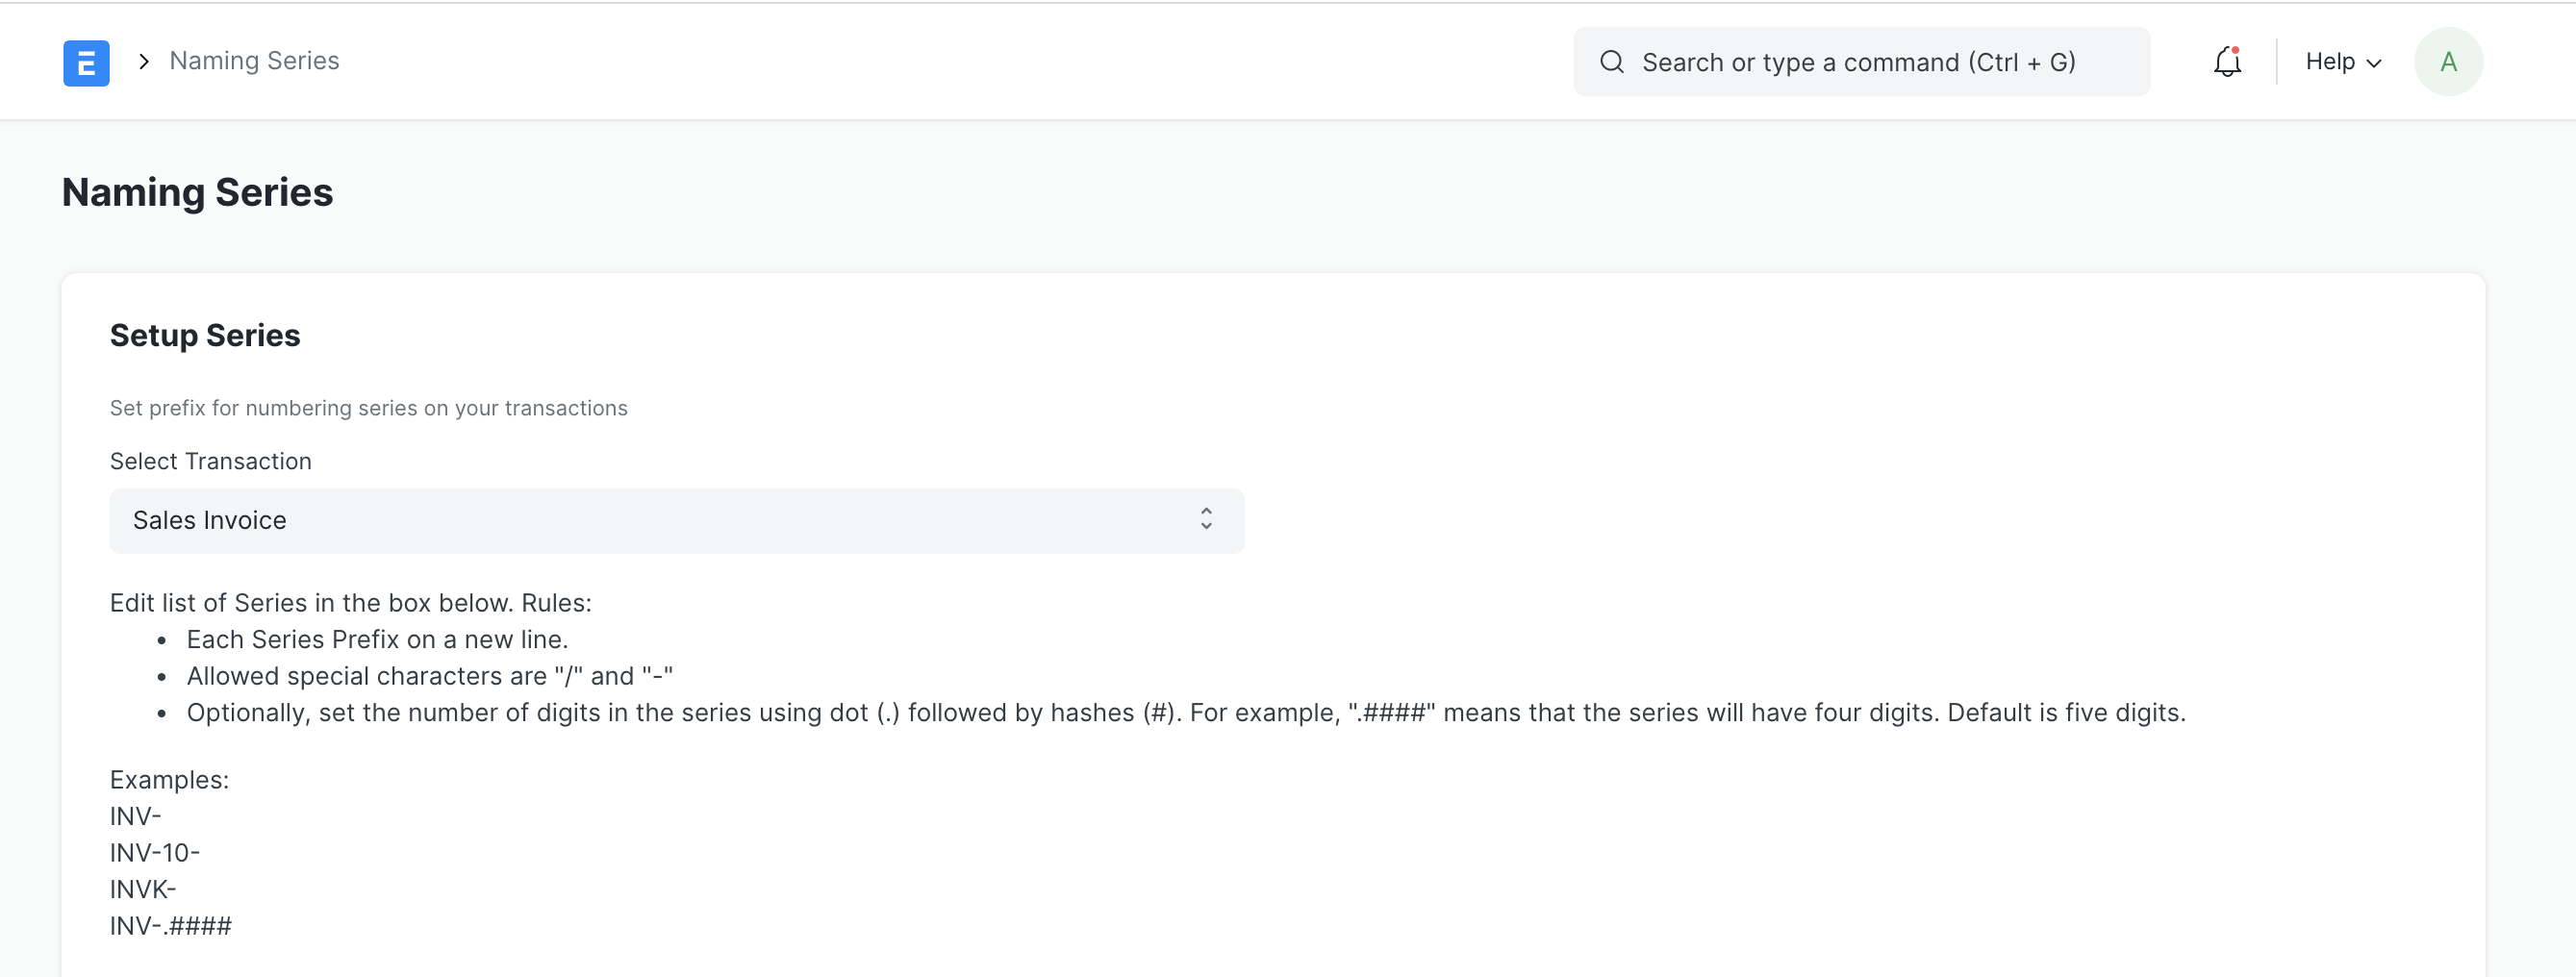 E
Naming Series
Search or type a command (Ctrl + G)
Help
A
Naming Series
Setup Series
Set prefix for numbering series on your transactions
Select Transaction
Sales Invoice
Edit list of Series in the box below. Rules:
• Each Series Prefix on a new line.
• Allowed special characters are "/" and "-"
• Optionally, set the number of digits in the series using dot (.) followed by hashes (#). For example, ".####" means that the series will have four digits. Default is five digits.
Examples:
INV-
INV-10-
INVK-
INV-.####